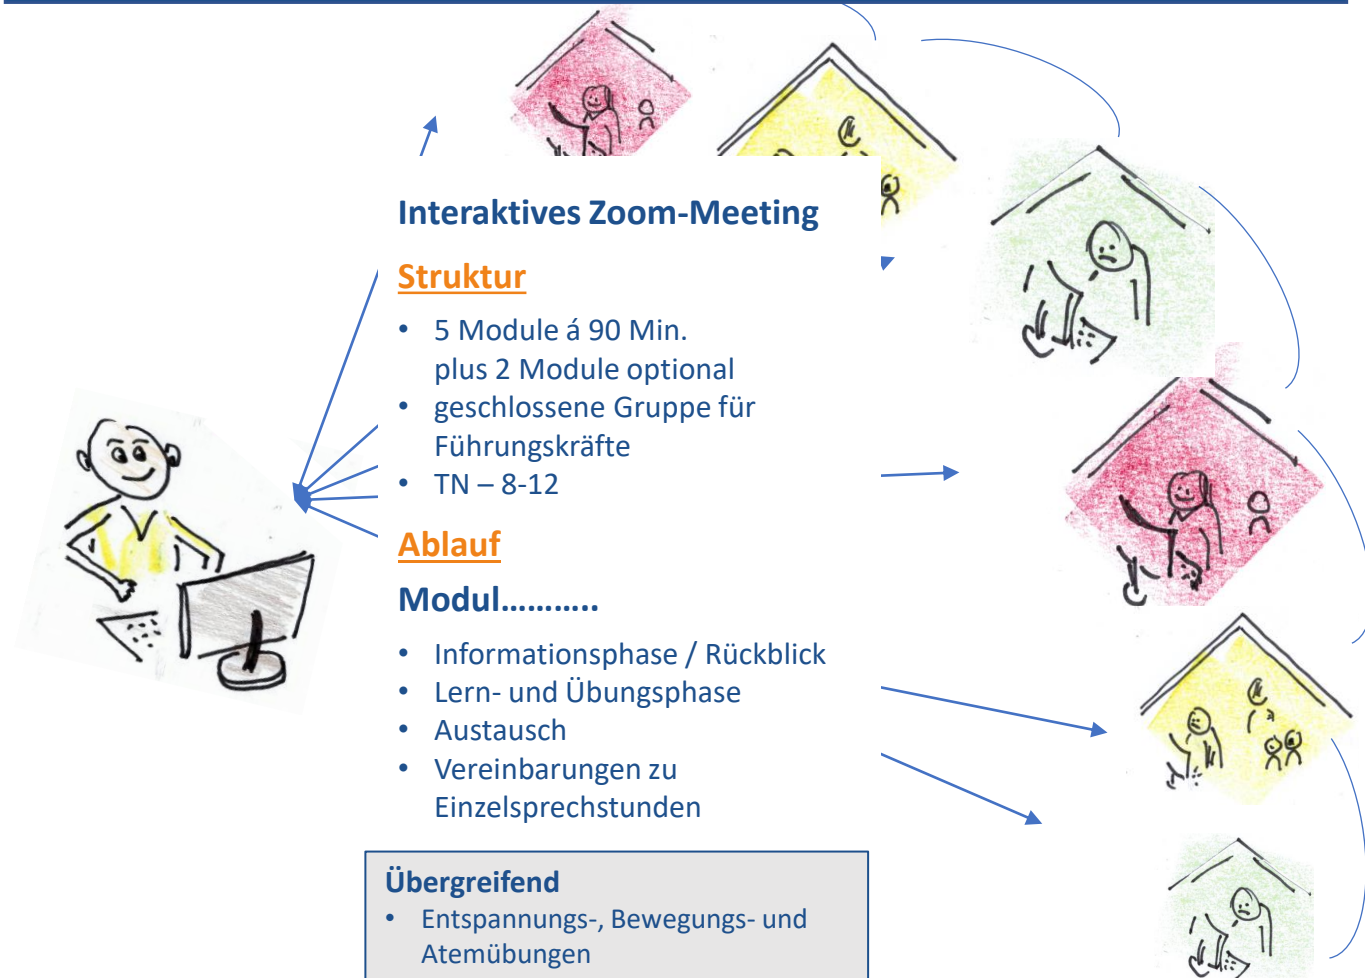 Interaktives Zoom-Meeting
Struktur
• 5 Module á 90 Min.
plus 2 Module optional
• geschlossene Gruppe für
Führungskräfte
• TN – 8-12
Ablauf
Modul………..
• Informationsphase / Rückblick
• Lern- und Übungsphase
• Austausch
• Vereinbarungen zu
Einzelsprechstunden
Übergreifend
• Entspannungs-, Bewegungs- und
Atemübungen